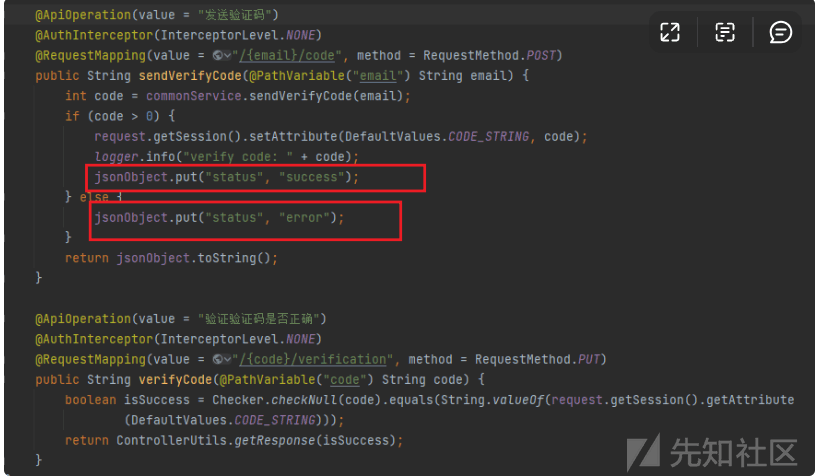 @ApiOperation(value = "发送验证码")
@AuthInterceptor(InterceptorLevel.NONE)
@RequestMapping(value = "/{email}/code", method = RequestMethod.POST)
public String sendVerifyCode(@PathVariable("email") String email) {
    int code = commonService.sendVerifyCode(email);
    if (code > 0) {
        request.getSession().setAttribute(DefaultValues.CODE_STRING, code);
        logger.info("verify code: " + code);
        jsonObject.put("status", "success");
    } else {
        jsonObject.put("status", "error");
    }
    return jsonObject.toString();
}
@ApiOperation(value = "验证验证码是否正确")
@AuthInterceptor(InterceptorLevel.NONE)
@RequestMapping(value = "/{code}/verification", method = RequestMethod.PUT)
public String verifyCode(@PathVariable("code") String code) {
    boolean isSuccess = Checker.checkNull(code).equals(String.valueOf(request.getSession().getAttribute
            (DefaultValues.CODE_STRING)));
    return ControllerUtils.getResponse(isSuccess);
}
先知社区